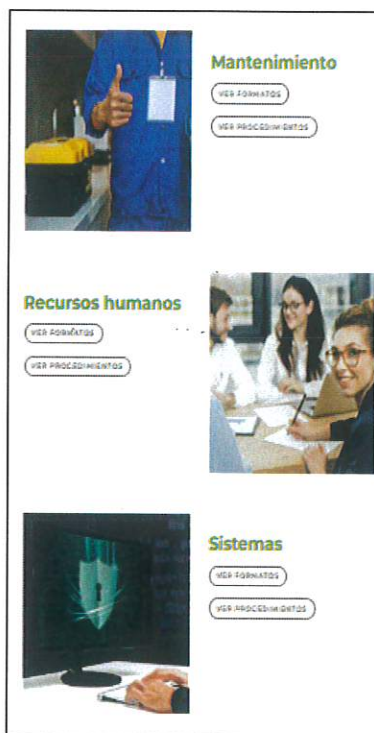 Mantenimiento
VER FORMATOS
VER PROCEDIMIENTOS
Recursos humanos
VER FORMATOS
VER PROCEDIMIENTOS
Sistemas
VER FORMATOS
VER PROCEDIMIENTOS